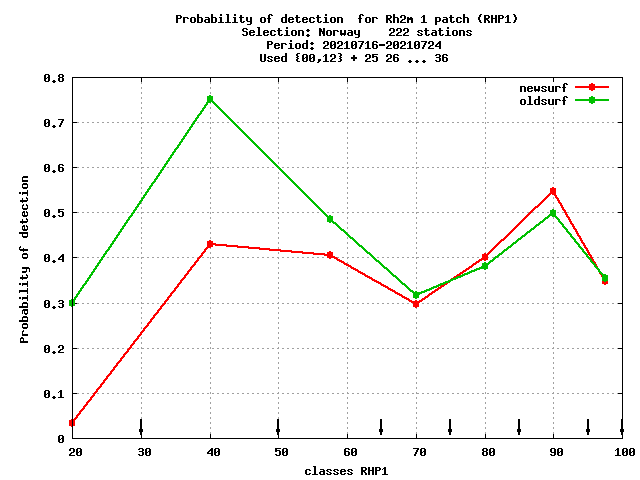 Probability of detection  for Rh2m 1 patch (RHP1)
Selection: Norway    222 stations
Period: 20210716-20210724
Used {00,12} + 25 26 ... 36
newsurf
oldsurf
0.8
0.7
0.6
0.5
0.4
0.3
0.2
0.1
0
Probability of detection
20 30 40 50 60 70 80 90 100
classes RHP1